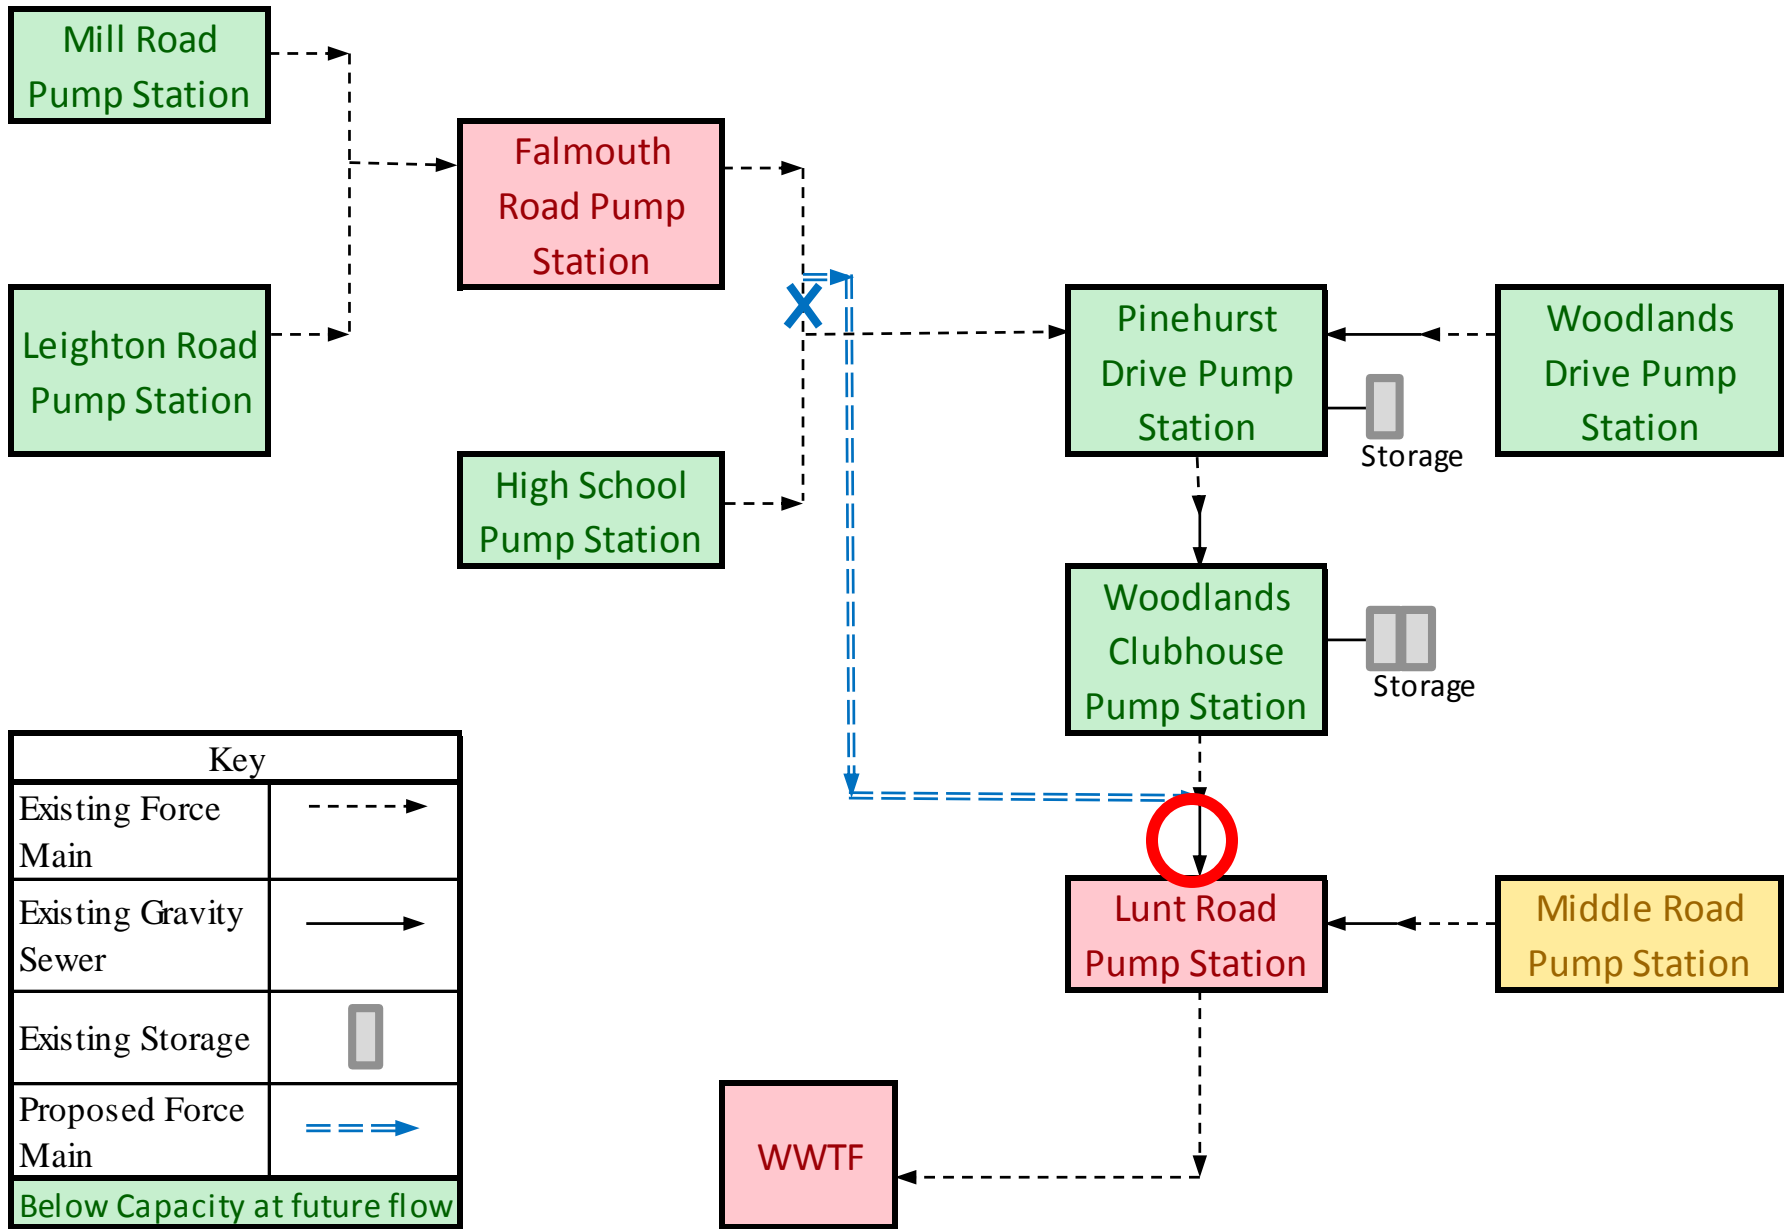 Mill Road
Pump Station
Falmouth
Road Pump
Station
Leighton Road
Pump Station
High School
Pump Station
Pinehurst
Drive Pump
Station
Woodlands
Drive Pump
Station
Storage
Woodlands
Clubhouse
Pump Station
Storage
Lunt Road
Pump Station
Middle Road
Pump Station
WWTF
Key
Existing Force
Main
Existing Gravity
Sewer
Existing Storage
Proposed Force
Main
Below Capacity at future flow